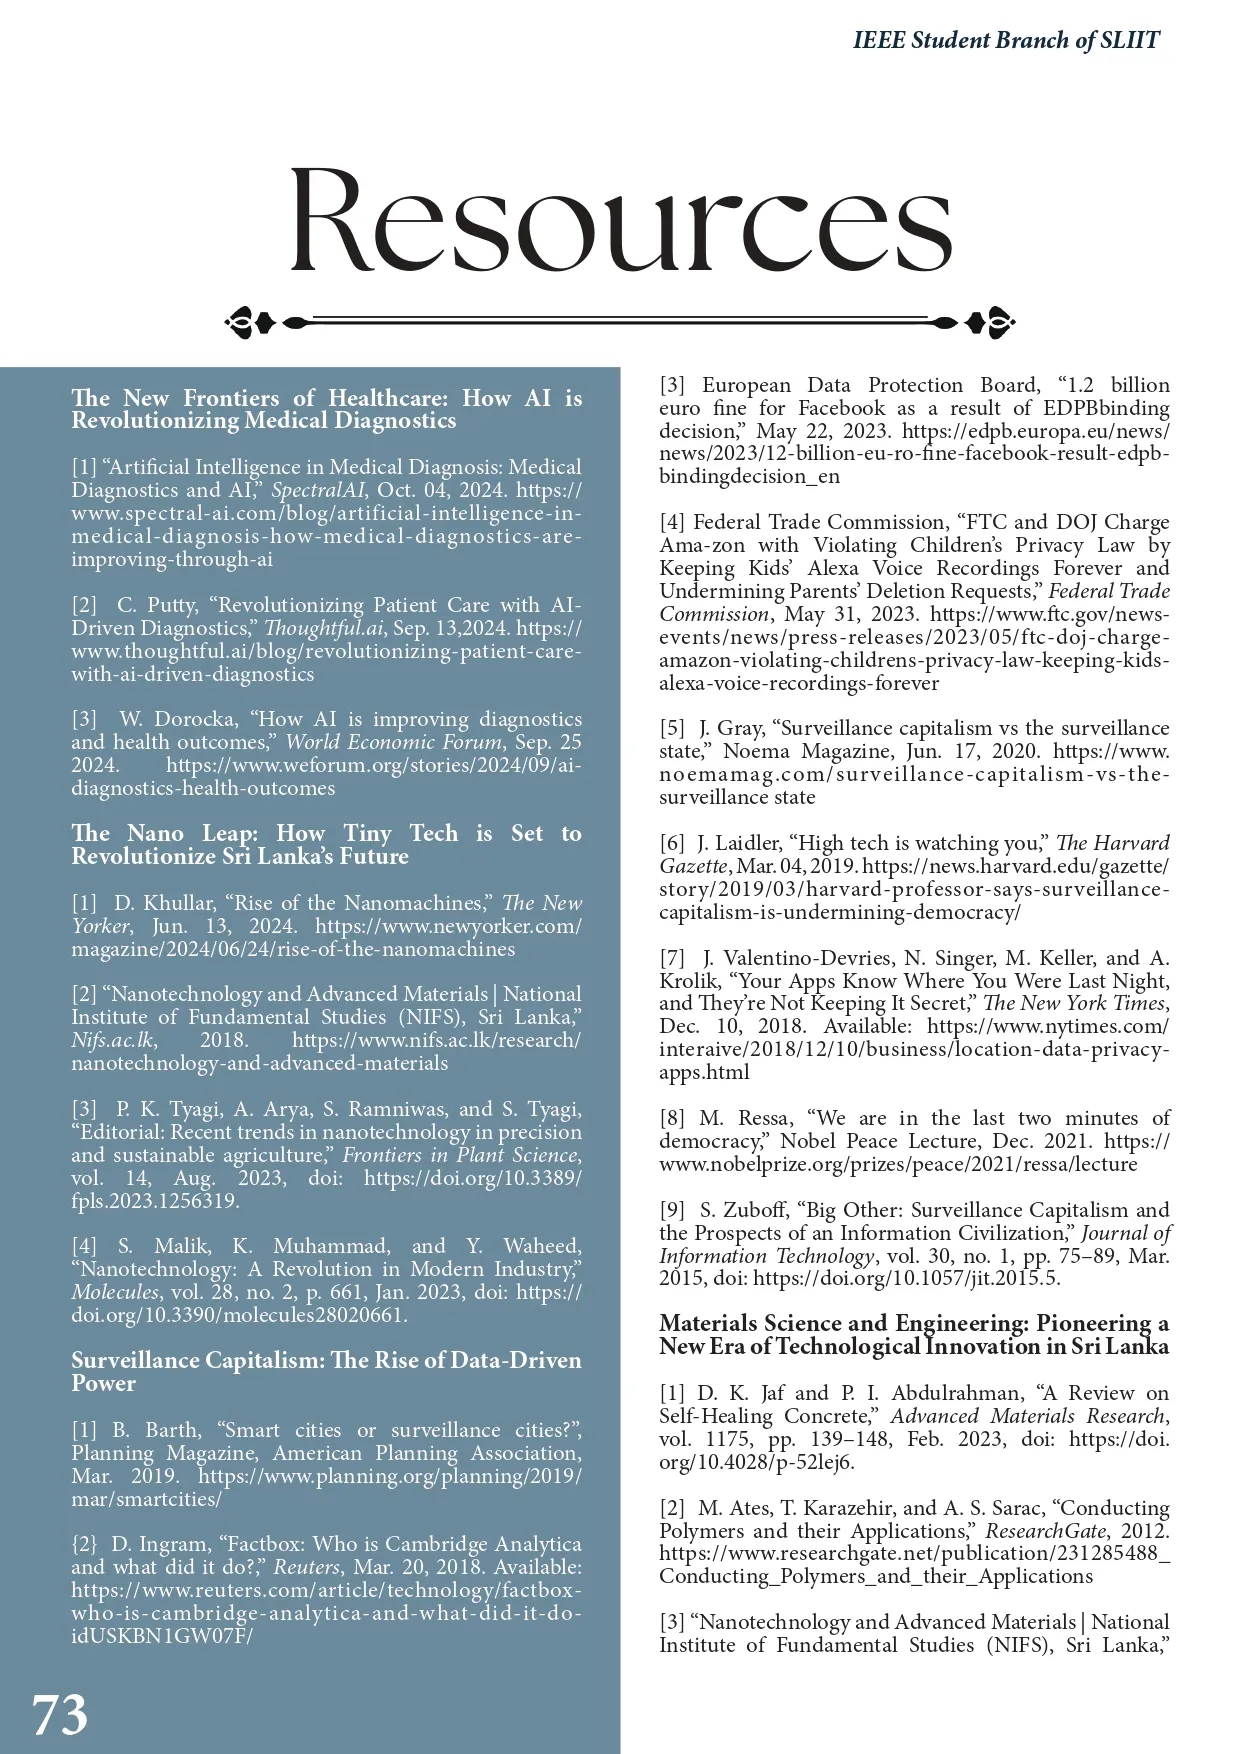 IEEE Student Branch of SLIIT
Resources
The New Frontiers of Healthcare: How AI is
Revolutionizing Medical Diagnostics
[1] “Artificial Intelligence in Medical Diagnosis: Medical
Diagnostics and AI,” SpectralAI, Oct. 04, 2024. https://
www.spectral-ai.com/blog/artificial-intelligence-in-
medical-diagnosis-how-medical-diagnostics-are-
improving-through-ai
[2] C. Putty, “Revolutionizing Patient Care with AI-
Driven Diagnostics,” Thoughtful.ai, Sep. 13,2024. https://
www.thoughtful.ai/blog/revolutionizing-patient-care-
with-ai-driven-diagnostics
[3] W. Dorocka, “How AI is improving diagnostics
and health outcomes,” World Economic Forum, Sep. 25
2024. https://www.weforum.org/stories/2024/09/ai-
diagnostics-health-outcomes
The Nano Leap: How Tiny Tech is Set to
Revolutionize Sri Lanka’s Future
[1] D. Khullar, “Rise of the Nanomachines,” The New
Yorker, Jun. 13, 2024. https://www.newyorker.com/
magazine/2024/06/24/rise-of-the-nanomachines
[2] “Nanotechnology and Advanced Materials | National
Institute of Fundamental Studies (NIFS), Sri Lanka,”
Nifs.ac.lk, 2018. https://www.nifs.ac.lk/research/
nanotechnology-and-advanced-materials
[3] P. K. Tyagi, A. Arya, S. Ramniwas, and S. Tyagi,
“Editorial: Recent trends in nanotechnology in precision
and sustainable agriculture,” Frontiers in Plant Science,
vol. 14, Aug. 2023, doi: https://doi.org/10.3389/
fpls.2023.1256319.
[4] S. Malik, K. Muhammad, and Y. Waheed,
“Nanotechnology: A Revolution in Modern Industry,”
Molecules, vol. 28, no. 2, p. 661, Jan. 2023, doi: https://
doi.org/10.3390/molecules28020661.
Surveillance Capitalism: The Rise of Data-Driven
Power
[1] B. Barth, “Smart cities or surveillance cities?”,
Planning Magazine, American Planning Association,
Mar. 2019. https://www.planning.org/planning/2019/
mar/smartcities/
{2} D. Ingram, “Factbox: Who is Cambridge Analytica
and what did it do?,” Reuters, Mar. 20, 2018. Available:
https://www.reuters.com/article/technology/factbox-
who-is-cambridge-analytica-and-what-did-it-do-
idUSKBN1GW07F/
[3] European Data Protection Board, “1.2 billion
euro fine for Facebook as a result of EDPBbinding
decision,” May 22, 2023. https://edpb.europa.eu/news/
news/2023/12-billion-eu-ro-fine-facebook-result-edpb-
bindingdecision_en
[4] Federal Trade Commission, “FTC and DOJ Charge
Ama-zon with Violating Children’s Privacy Law by
Keeping Kids’ Alexa Voice Recordings Forever and
Undermining Parents’ Deletion Requests,” Federal Trade
Commission, May 31, 2023. https://www.ftc.gov/news-
events/news/press-releases/2023/05/ftc-doj-charge-
amazon-violating-childrens-privacy-law-keeping-kids-
alexa-voice-recordings-forever
[5] J. Gray, “Surveillance capitalism vs the surveillance
state,” Noema Magazine, Jun. 17, 2020. https://www.
noemamag.com/surveillance-capitalism-vs-the-
surveillance state
[6] J. Laidler, “High tech is watching you,” The Harvard
Gazette, Mar. 04, 2019. https://news.harvard.edu/gazette/
story/2019/03/harvard-professor-says-surveillance-
capitalism-is-undermining-democracy/
[7] J. Valentino-Devries, N. Singer, M. Keller, and A.
Krolik, “Your Apps Know Where You Were Last Night,
and They’re Not Keeping It Secret,” The New York Times,
Dec. 10, 2018. Available: https://www.nytimes.com/
interaive/2018/12/10/business/location-data-privacy-
apps.html
[8] M. Ressa, “We are in the last two minutes of
democracy,” Nobel Peace Lecture, Dec. 2021. https://
www.nobelprize.org/prizes/peace/2021/ressa/lecture
[9] S. Zuboff, “Big Other: Surveillance Capitalism and
the Prospects of an Information Civilization,” Journal of
Information Technology, vol. 30, no. 1, pp. 75–89, Mar.
2015, doi: https://doi.org/10.1057/jit.2015.5.
Materials Science and Engineering: Pioneering a
New Era of Technological Innovation in Sri Lanka
[1] D. K. Jaf and P. I. Abdulrahman, “A Review on
Self-Healing Concrete,” Advanced Materials Research,
vol. 1175, pp. 139–148, Feb. 2023, doi: https://doi.
org/10.4028/p-52lej6.
[2] M. Ates, T. Karazehir, and A. S. Sarac, “Conducting
Polymers and their Applications,” ResearchGate, 2012.
https://www.researchgate.net/publication/231285488_
Conducting_Polymers_and_their_Applications
[3] “Nanotechnology and Advanced Materials | National
Institute of Fundamental Studies (NIFS), Sri Lanka,”
73